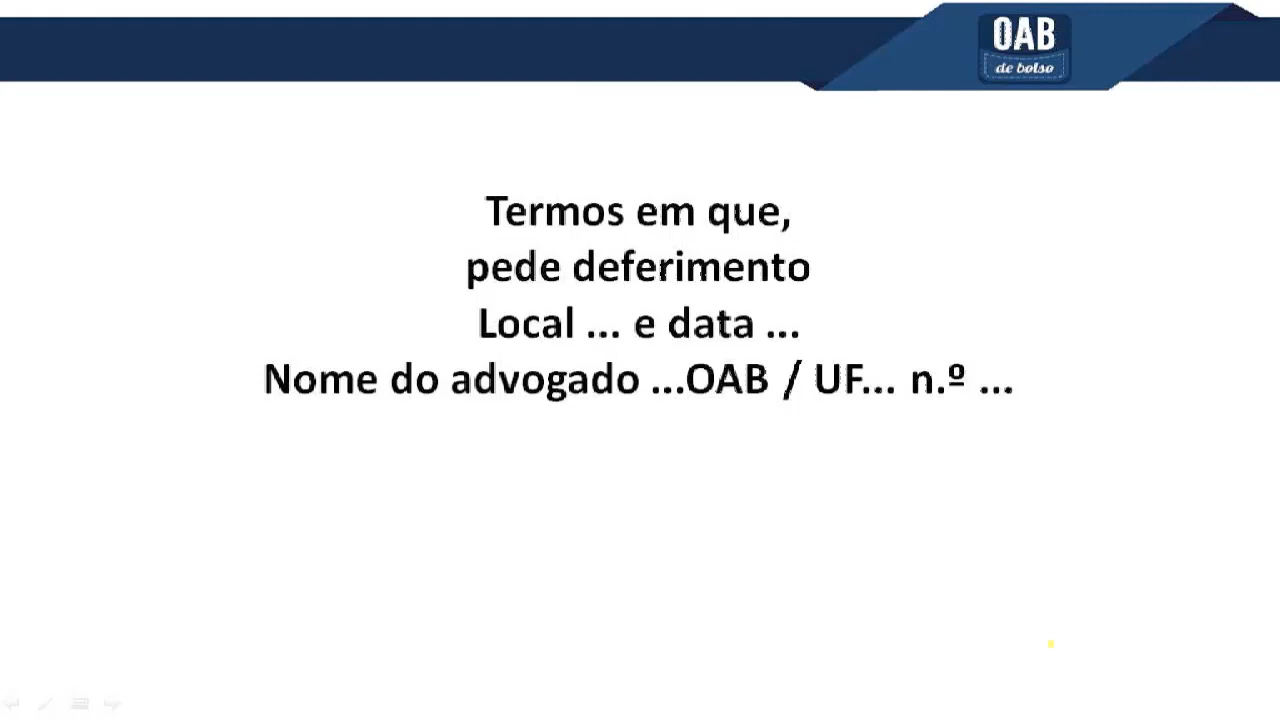 OAB
de bolso
Termos em que,
pede deferimento
Local ... e data ...
Nome do advogado ...OAB / UF... n.º ...